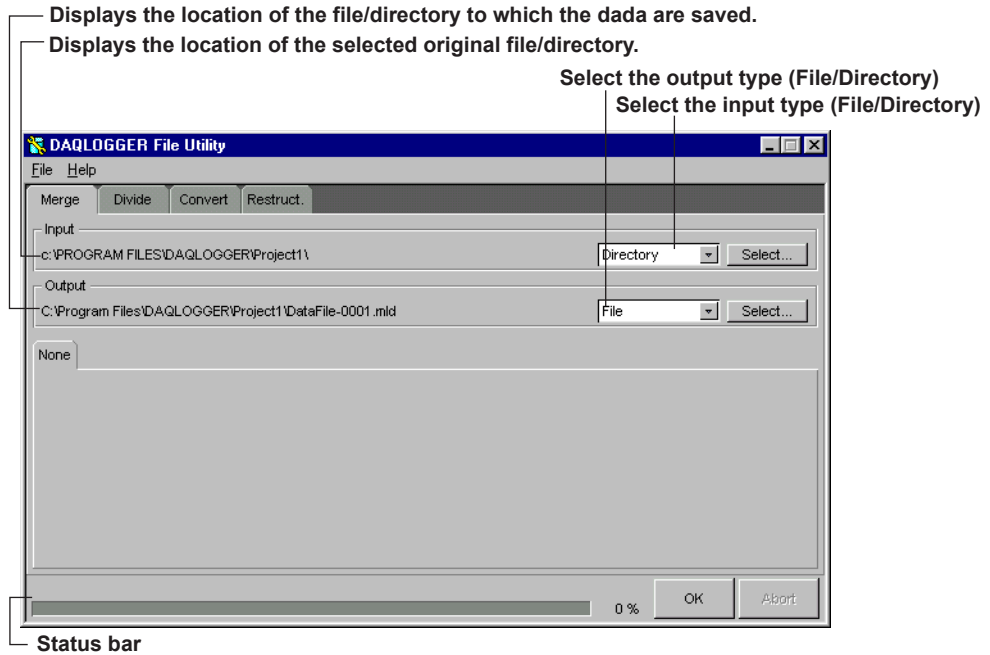 Displays the location of the file/directory to which the dada are saved.
Displays the location of the selected original file/directory.
Select the output type (File/Directory)
Select the input type (File/Directory)
DAQLOGGER File Utility
File Help
Merge Divide Convert Restruct.
Input
c:\PROGRAM FILES\DAQLOGGER\Project1\ Directory Select...
Output
C:\Program Files\DAQLOGGER\Project1\DataFile-0001.mld File Select...
None
0 % OK Abort
Status bar